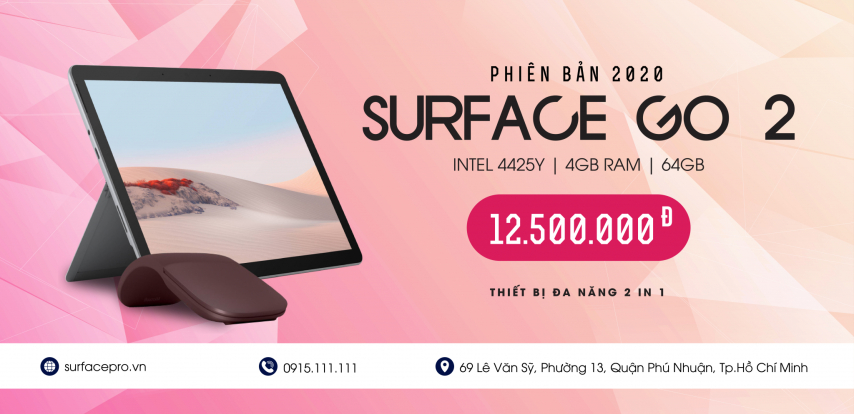 PHIÊN BẢN 2020
SURFACE GO 2
INTEL 4425Y | 4GB RAM | 64GB
12.500.000 Đ
THIẾT BỊ ĐA NĂNG 2 IN 1
surfacepro.vn
0915.111.111
69 Lê Văn Sỹ, Phường 13, Quận Phú Nhuận, Tp.Hồ Chí Minh